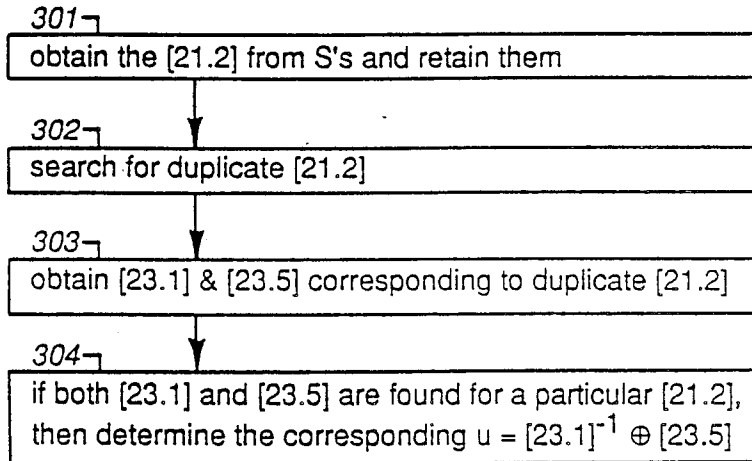 301
obtain the [21.2] from S's and retain them
302
search for duplicate [21.2]
303
obtain [23.1] & [23.5] corresponding to duplicate [21.2]
304
if both [23.1] and [23.5] are found for a particular [21.2],
then determine the corresponding u = [23.1]⁻¹ ⊕ [23.5]